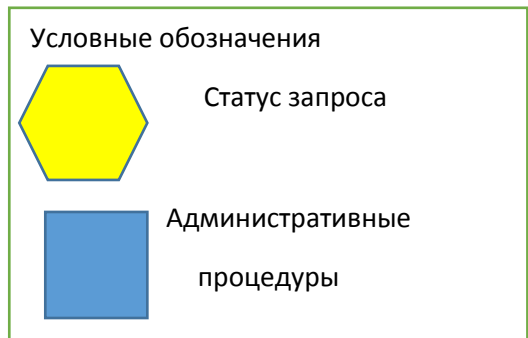 Условные обозначения
Статус запроса
Административные
процедуры